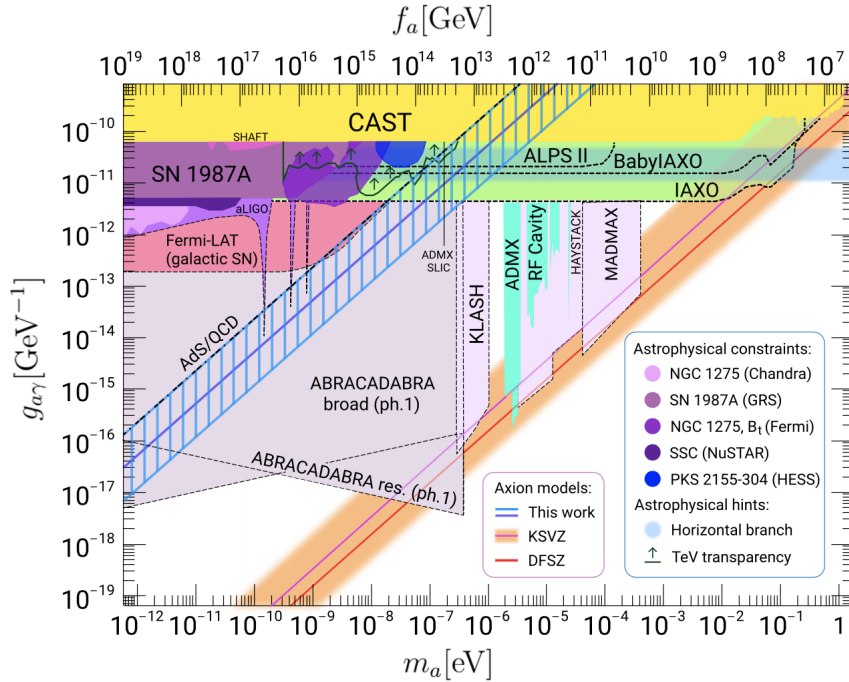 f_a [GeV]
10^19 10^18 10^17 10^16 10^15 10^14 10^13 10^12 10^11 10^10 10^9 10^8 10^7
10^−10
10^−11
10^−12
10^−13
10^−14
10^−15
10^−16
10^−17
10^−18
10^−19
g_aγ [GeV^−1]
CAST
SHAFT
SN 1987A
ALPS II
BabyIAXO
IAXO
aLIGO
Fermi-LAT
(galactic SN)
ADMX
SLIC
KLASH
ADMX
RF Cavity
HAYSTACK
MADMAX
AdS/QCD
ABRACADABRA
broad (ph.1)
ABRACADABRA res. (ph.1)
Astrophysical constraints:
NGC 1275 (Chandra)
SN 1987A (GRS)
NGC 1275, B_t (Fermi)
SSC (NuSTAR)
PKS 2155-304 (HESS)
Astrophysical hints:
Horizontal branch
TeV transparency
Axion models:
This work
KSVZ
DFSZ
10^−12 10^−11 10^−10 10^−9 10^−8 10^−7 10^−6 10^−5 10^−4 10^−3 10^−2 10^−1 1
m_a [eV]